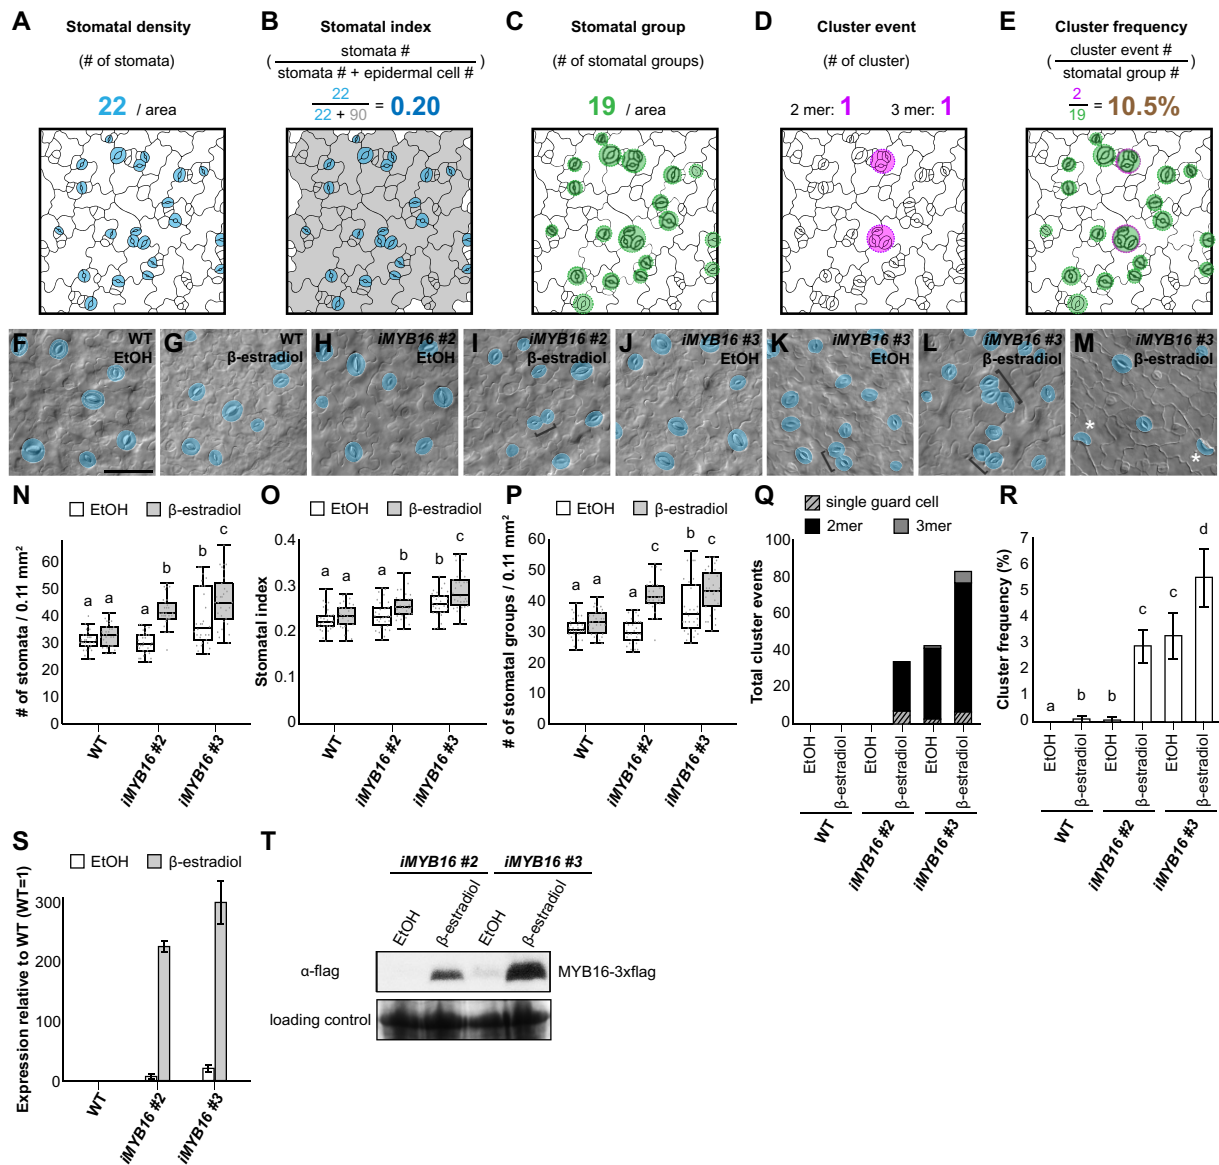 A Stomatal density
(# of stomata)
22 / area
B Stomatal index
( stomata # / stomata # + epidermal cell # )
22 / 22 + 90 = 0.20
C Stomatal group
(# of stomatal groups)
19 / area
D Cluster event
(# of cluster)
2 mer: 1 3 mer: 1
E Cluster frequency
( cluster event # / stomatal group # )
2 / 19 = 10.5%
F WT
EtOH
G WT
β-estradiol
H iMYB16 #2
EtOH
I iMYB16 #2
β-estradiol
J iMYB16 #3
EtOH
K iMYB16 #3
EtOH
L iMYB16 #3
β-estradiol
M iMYB16 #3
β-estradiol
*
*
N
EtOH β-estradiol
# of stomata / 0.11 mm²
60
50
40
30
20
10
0
a a a b b c
WT
iMYB16 #2
iMYB16 #3
O
EtOH β-estradiol
Stomatal index
0.4
0.3
0.2
0.1
0
a a a b b c
WT
iMYB16 #2
iMYB16 #3
P
EtOH β-estradiol
# of stomatal groups / 0.11 mm²
60
50
40
30
20
10
0
a a a c b c
WT
iMYB16 #2
iMYB16 #3
Q
single guard cell
2mer 3mer
Total cluster events
100
80
60
40
20
0
EtOH
β-estradiol
EtOH
β-estradiol
EtOH
β-estradiol
WT
iMYB16 #2
iMYB16 #3
R
Cluster frequency (%)
7
6
5
4
3
2
1
0
a b b c c d
EtOH
β-estradiol
EtOH
β-estradiol
EtOH
β-estradiol
WT
iMYB16 #2
iMYB16 #3
S
EtOH β-estradiol
Expression relative to WT (WT=1)
300
200
100
0
WT
iMYB16 #2
iMYB16 #3
T
iMYB16 #2 iMYB16 #3
EtOH
β-estradiol
EtOH
β-estradiol
α-flag MYB16-3xflag
loading control